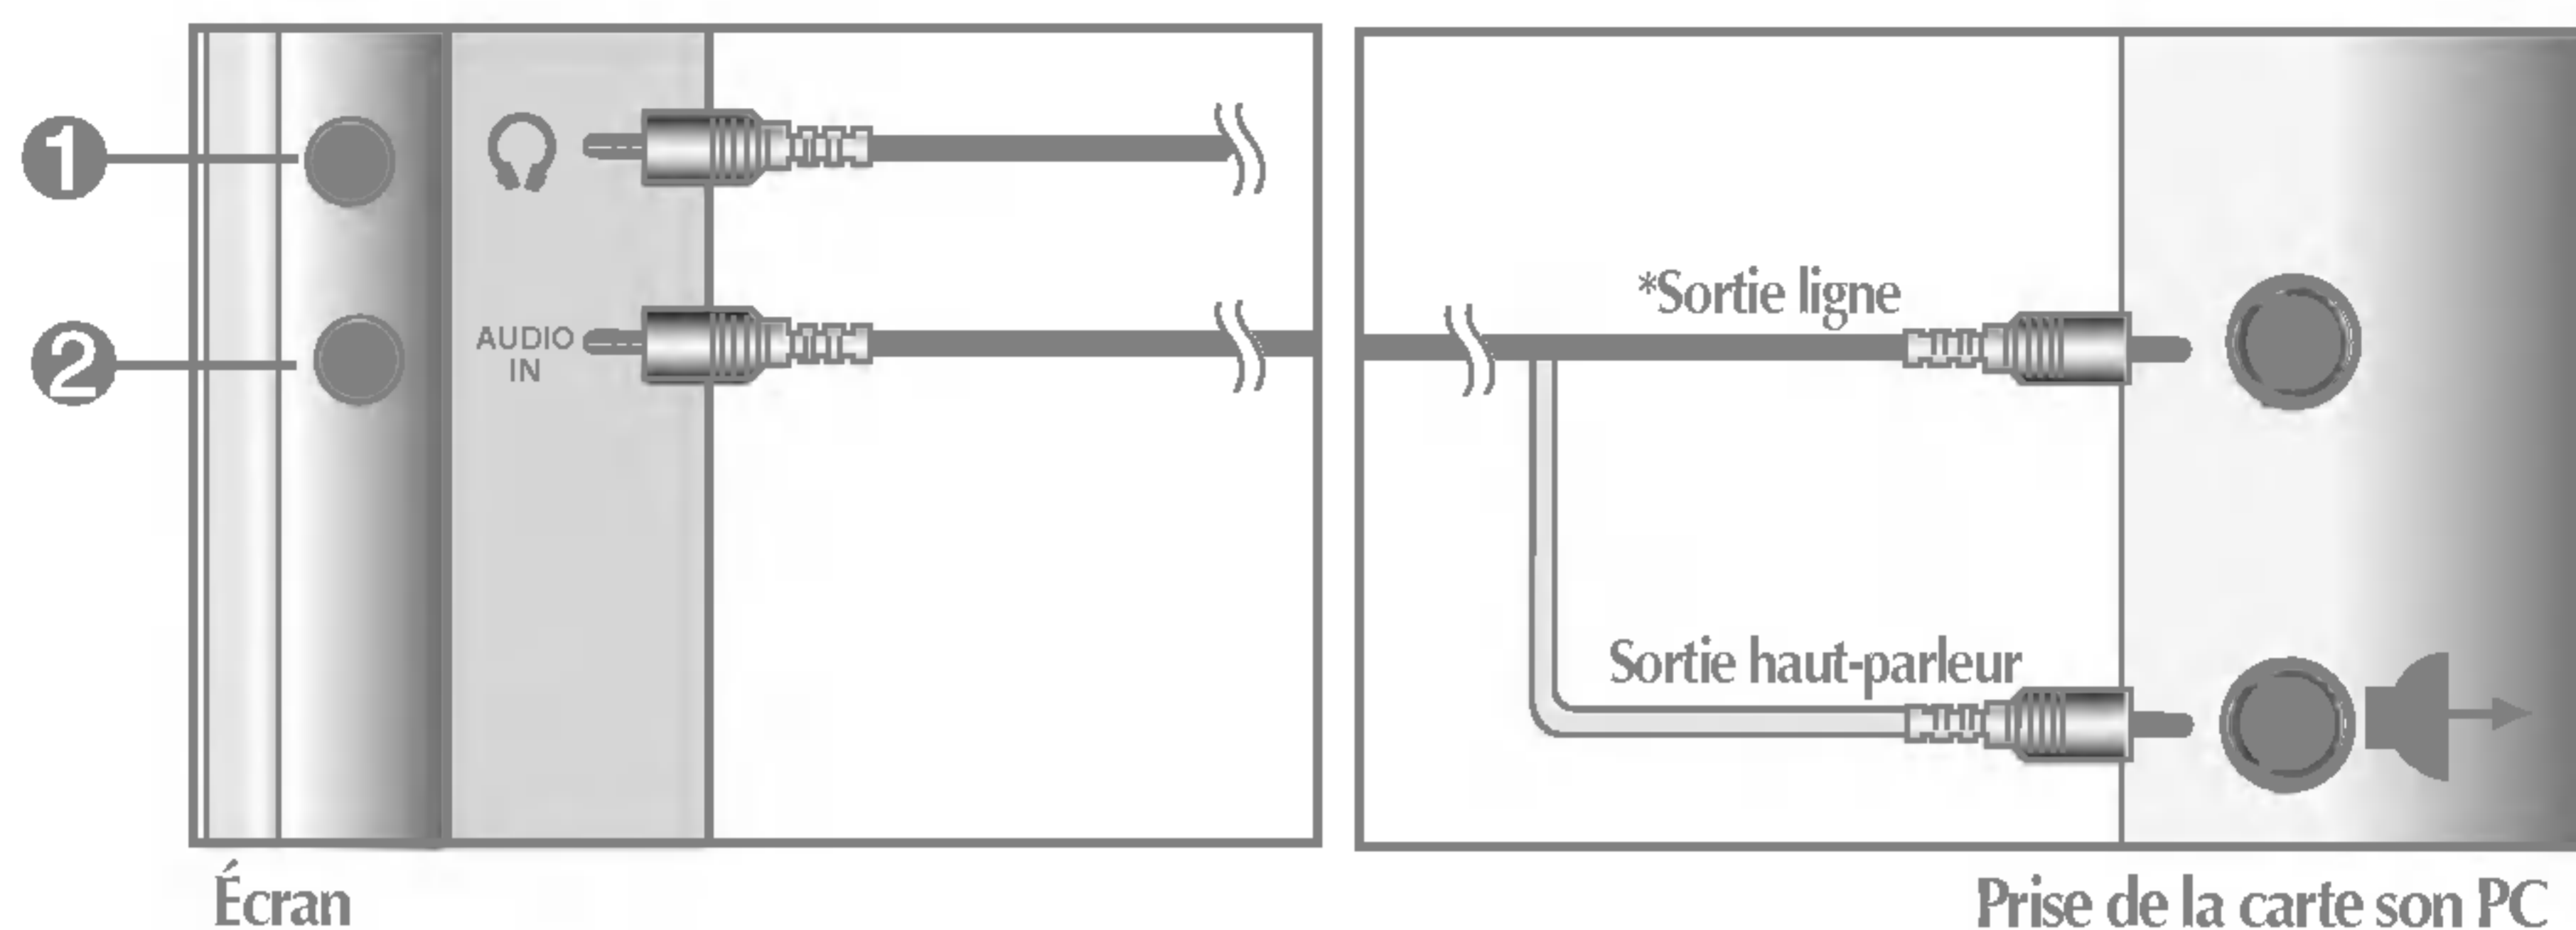 1
2
AUDIO
IN
*Sortie ligne
Sortie haut-parleur
Écran
Prise de la carte son PC